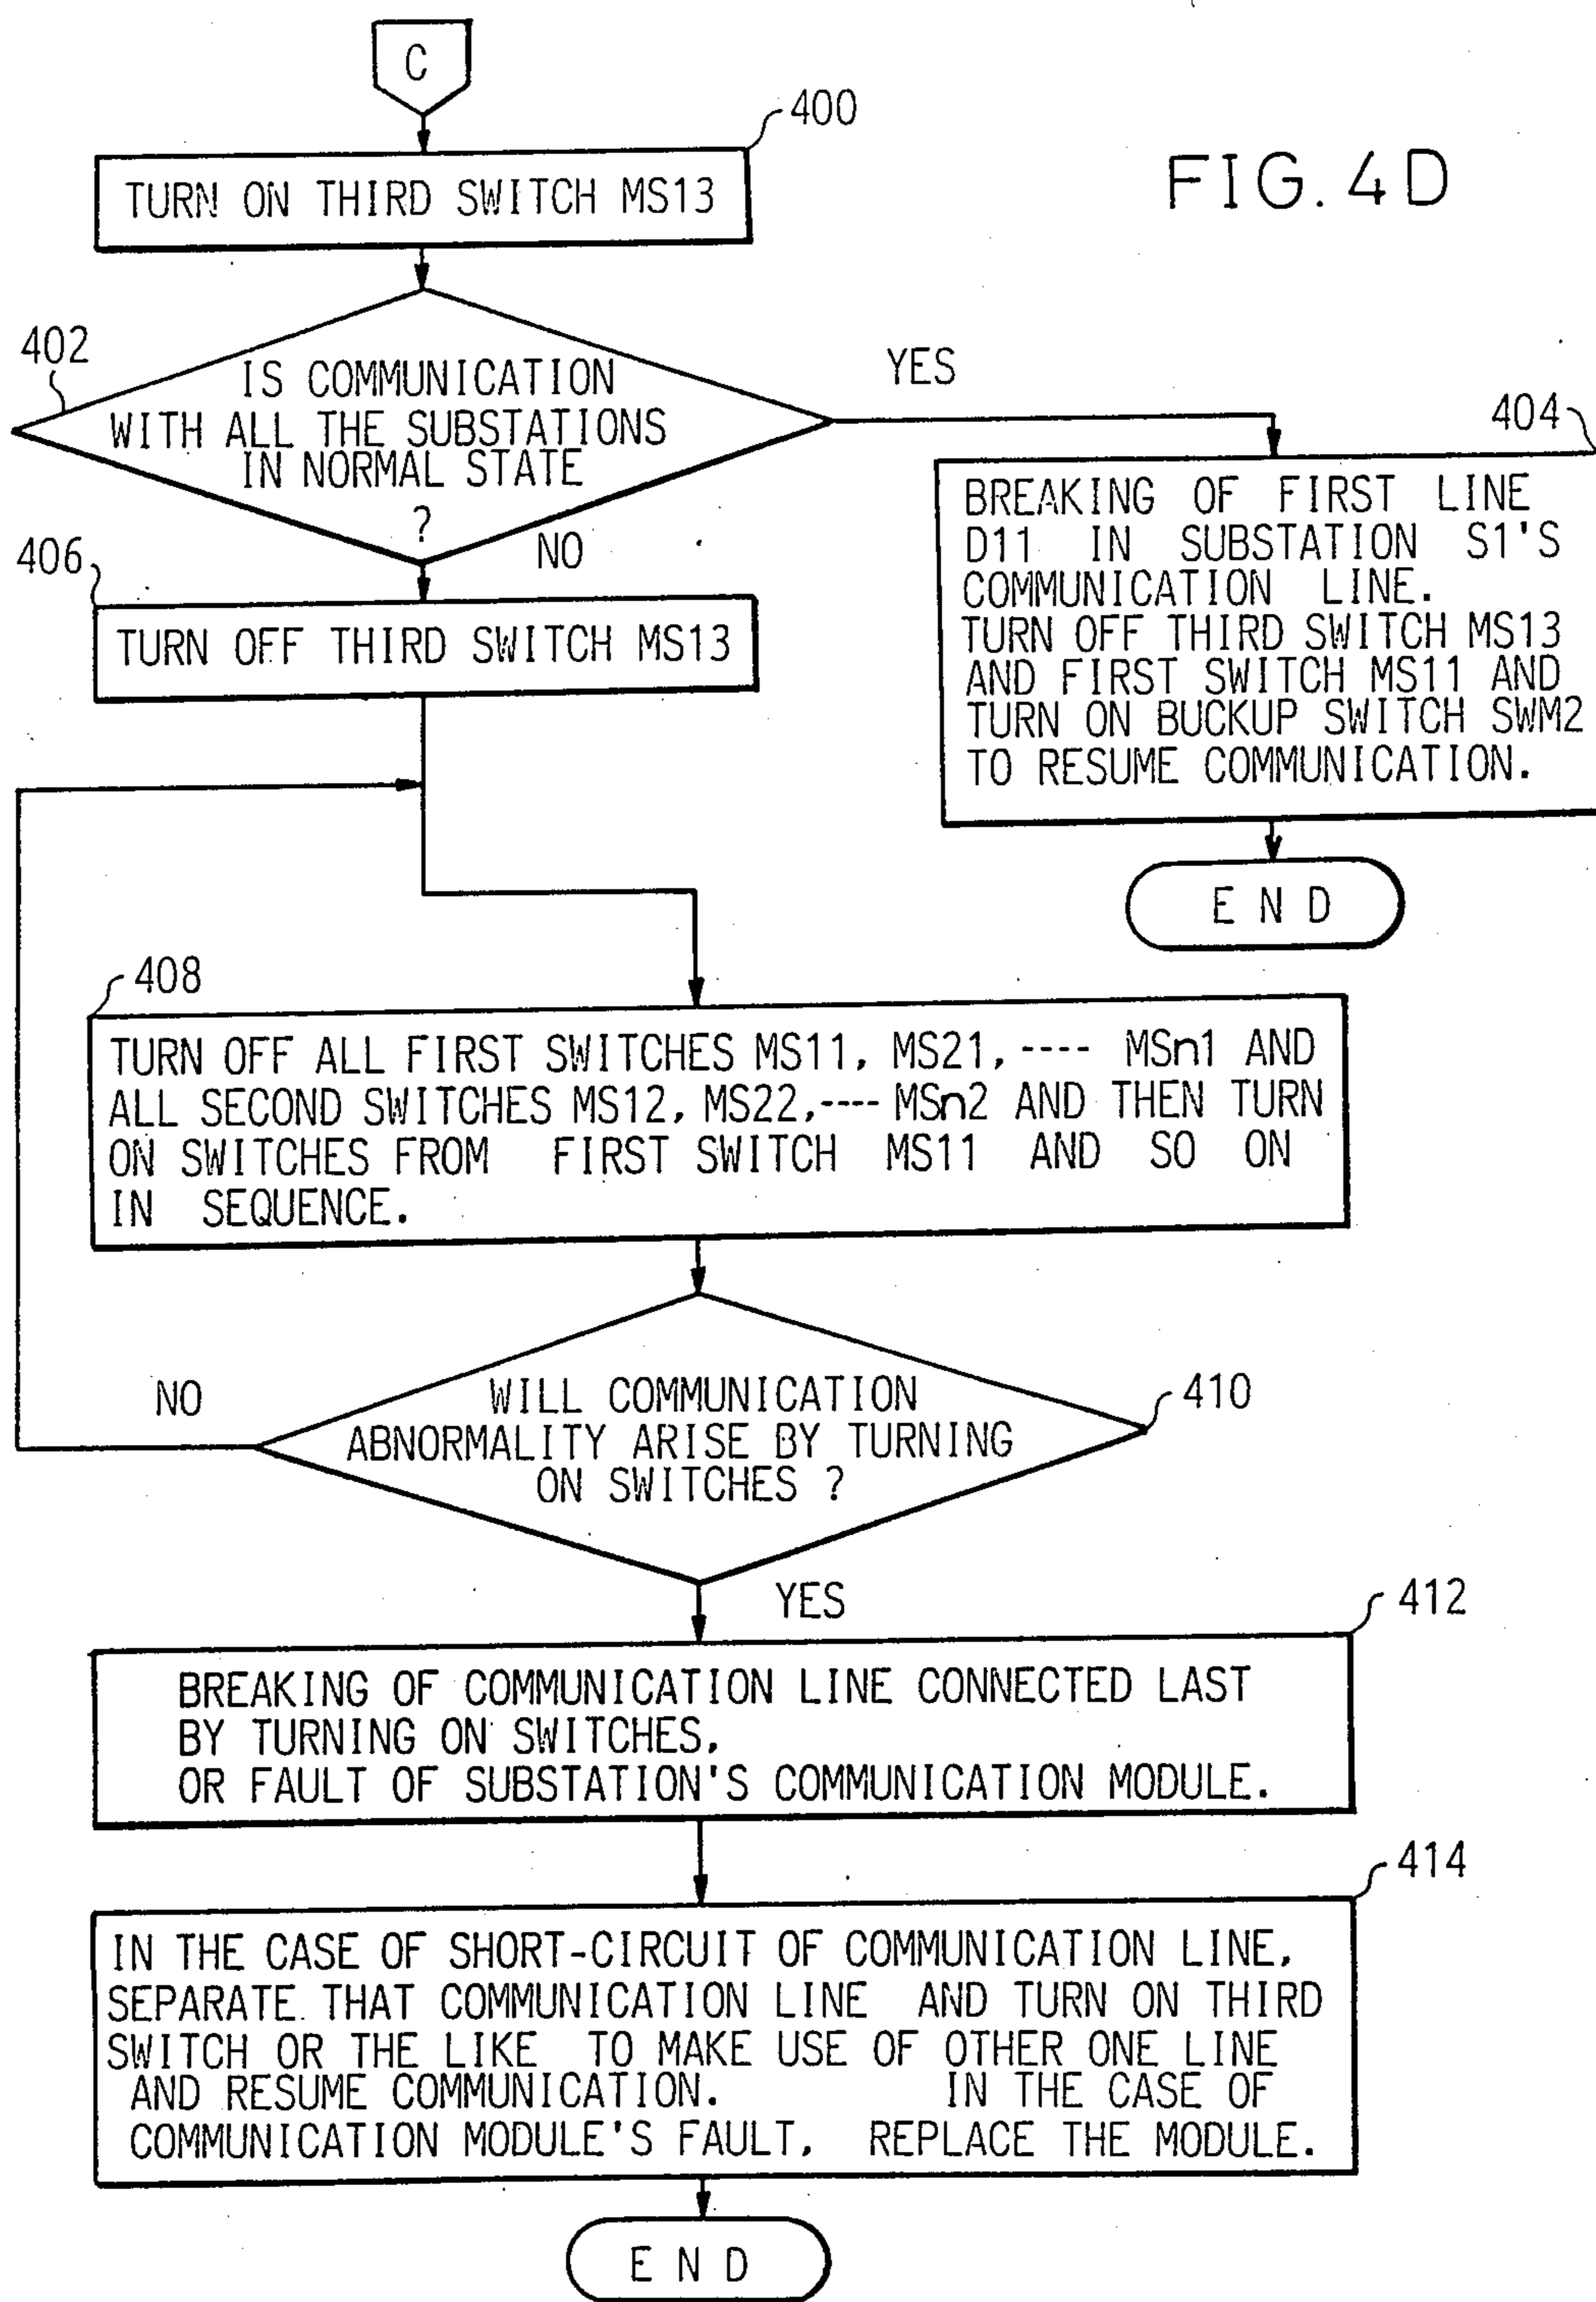 C
400
FIG. 4D
TURN ON THIRD SWITCH MS13
402
IS COMMUNICATION
WITH ALL THE SUBSTATIONS
IN NORMAL STATE
?
YES
NO
404
BREAKING OF FIRST LINE
D11 IN SUBSTATION S1'S
COMMUNICATION LINE.
TURN OFF THIRD SWITCH MS13
AND FIRST SWITCH MS11 AND
TURN ON BUCKUP SWITCH SWM2
TO RESUME COMMUNICATION.
END
406
TURN OFF THIRD SWITCH MS13
408
TURN OFF ALL FIRST SWITCHES MS11, MS21, ---- MSn1 AND
ALL SECOND SWITCHES MS12, MS22, ---- MSn2 AND THEN TURN
ON SWITCHES FROM FIRST SWITCH MS11 AND SO ON
IN SEQUENCE.
NO
WILL COMMUNICATION
ABNORMALITY ARISE BY TURNING
ON SWITCHES ?
410
YES
412
BREAKING OF COMMUNICATION LINE CONNECTED LAST
BY TURNING ON SWITCHES,
OR FAULT OF SUBSTATION'S COMMUNICATION MODULE.
414
IN THE CASE OF SHORT-CIRCUIT OF COMMUNICATION LINE,
SEPARATE THAT COMMUNICATION LINE AND TURN ON THIRD
SWITCH OR THE LIKE TO MAKE USE OF OTHER ONE LINE
AND RESUME COMMUNICATION. IN THE CASE OF
COMMUNICATION MODULE'S FAULT, REPLACE THE MODULE.
END